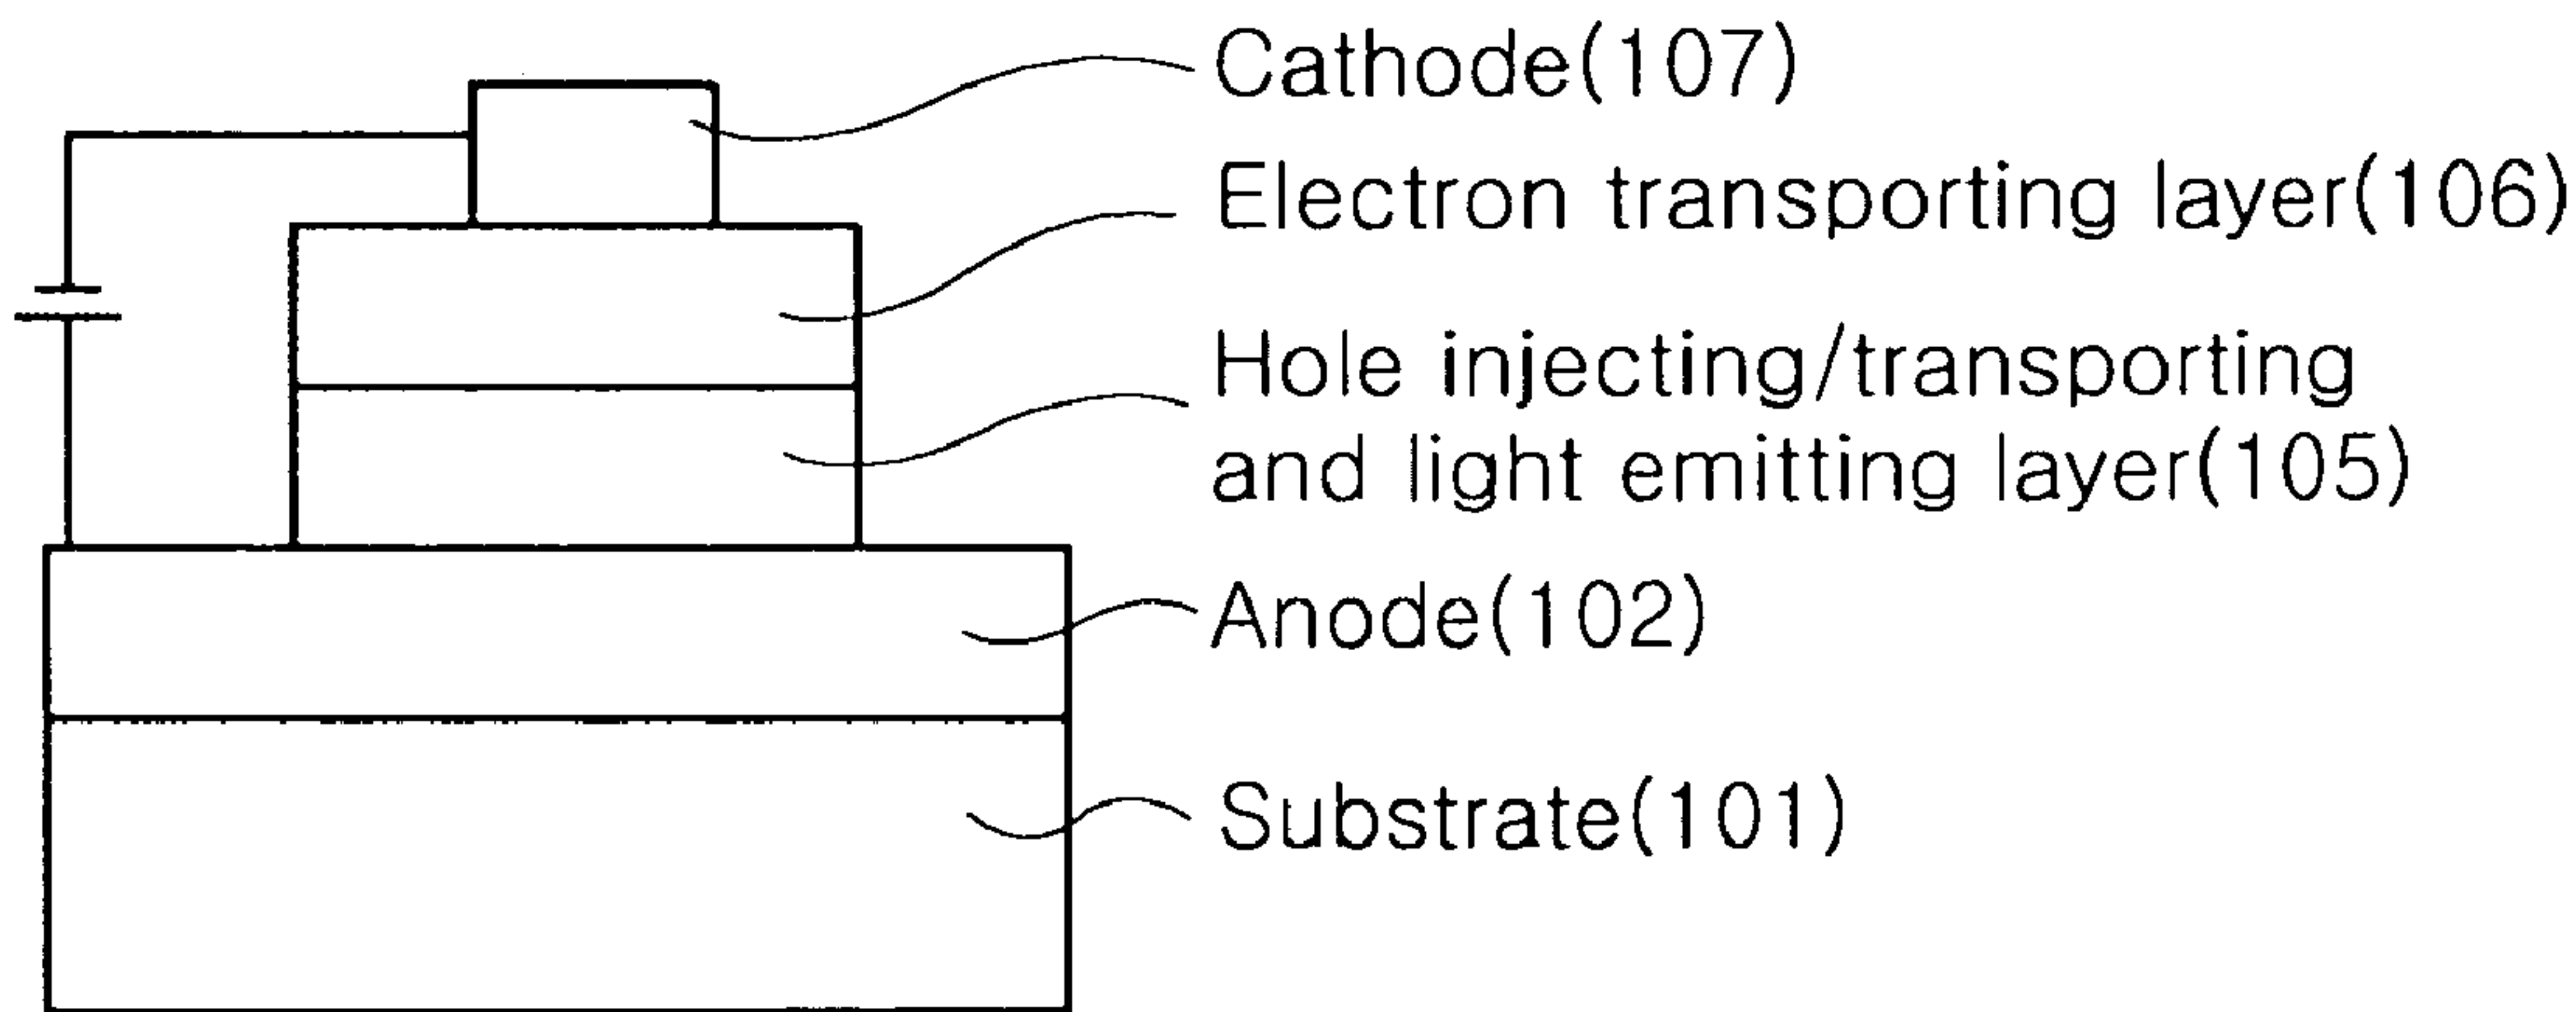 Cathode(107)
Electron transporting layer(106)
Hole injecting/transporting
and light emitting layer(105)
Anode(102)
Substrate(101)